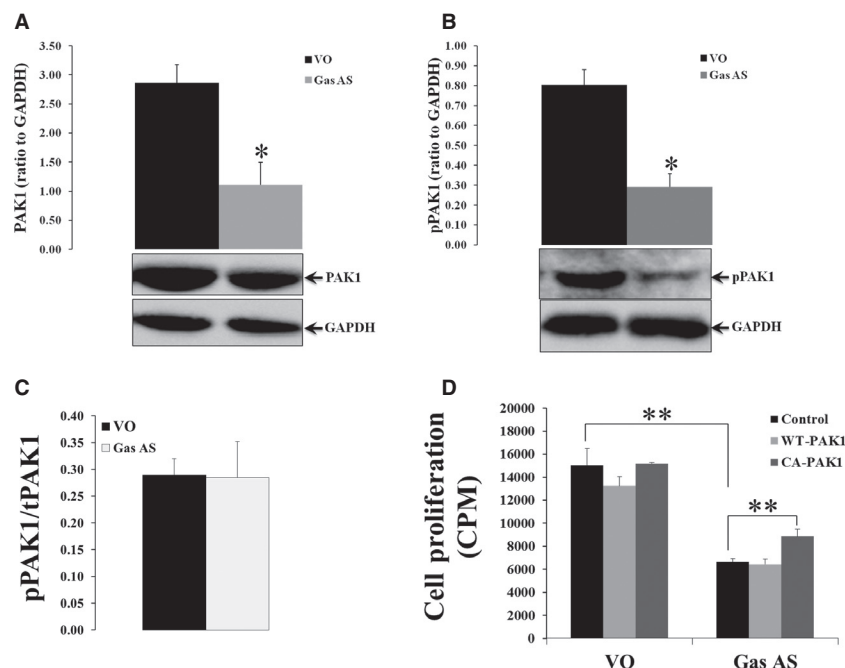 A
PAK1 (ratio to GAPDH)
3.50
3.00
2.50
2.00
1.50
1.00
0.50
0.00
VO
Gas AS
*
PAK1
GAPDH
B
pPAK1 (ratio to GAPDH)
1.00
0.90
0.80
0.70
0.60
0.50
0.40
0.30
0.20
0.10
0.00
VO
Gas AS
*
pPAK1
GAPDH
C
pPAK1/tPAK1
0.40
0.35
0.30
0.25
0.20
0.15
0.10
0.05
0.00
VO
Gas AS
D
Cell proliferation
(CPM)
20000
18000
16000
14000
12000
10000
8000
6000
4000
2000
0
**
**
Control
WT-PAK1
CA-PAK1
VO
Gas AS